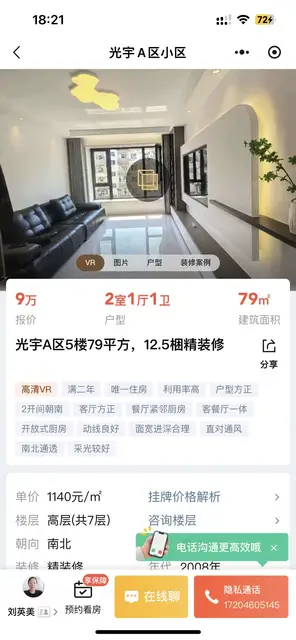 18:21
72
光宇A区小区
VR 图片 户型 装修案例
9万 2室1厅1卫 79㎡
报价 户型 建筑面积
光宇A区5楼79平方，12.5梱精装修
分享
高清VR 满二年 唯一住房 利用率高 户型方正
2开间朝南 客厅方正 餐厅紧邻厨房 客餐厅一体
开放式厨房 动线良好 面宽进深合理 直对通风
南北通透 采光较好
单价 1140元/㎡ 挂牌价格解析 >
楼层 高层(共7层) 咨询楼层 >
朝向 南北
电话沟通更高效哦 ×
装修 精装修 年代 2008年
刘英美
享保障
预约看房
在线聊
隐私通话
17204605145